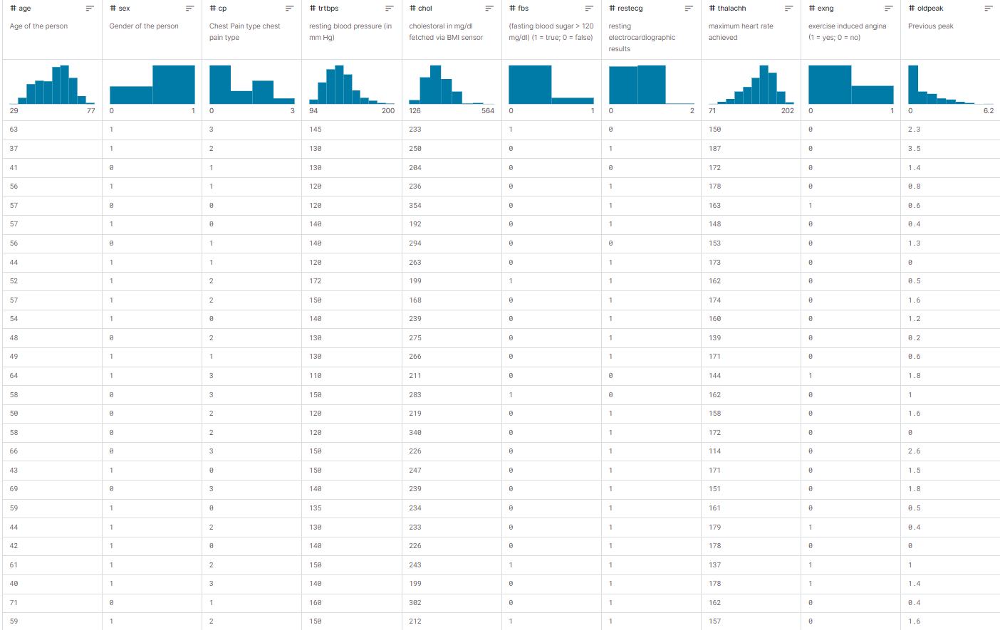 # age # sex # cp # trtbps # chol # fbs # restecg # thalachh # exng # oldpeak
Age of the person Gender of the person Chest Pain type chest resting blood pressure (in cholestoral in mg/dl (fasting blood sugar > 120 resting maximum heart rate exercise induced angina Previous peak
pain type mm Hg) fetched via BMI sensor mg/dl) (1 = true; 0 = false) electrocardiographic achieved (1 = yes; 0 = no)
results
29 77 0 1 0 3 94 200 126 564 0 1 0 2 71 202 0 1 0 6.2
63 1 3 145 233 1 0 150 0 2.3
37 1 2 130 250 0 1 187 0 3.5
41 0 1 130 204 0 0 172 0 1.4
56 1 1 120 236 0 1 178 0 0.8
57 0 0 120 354 0 1 163 1 0.6
57 1 0 140 192 0 1 148 0 0.4
56 0 1 140 294 0 0 153 0 1.3
44 1 1 120 263 0 1 173 0 0
52 1 2 172 199 1 1 162 0 0.5
57 1 2 150 168 0 1 174 0 1.6
54 1 0 140 239 0 1 160 0 1.2
48 0 2 130 275 0 1 139 0 0.2
49 1 1 130 266 0 1 171 0 0.6
64 1 3 110 211 0 0 144 1 1.8
58 0 3 150 283 1 0 162 0 1
50 0 2 120 219 0 1 158 0 1.6
58 0 2 120 340 0 1 172 0 0
66 0 3 150 226 0 1 114 0 2.6
43 1 0 150 247 0 1 171 0 1.5
69 0 3 140 239 0 1 151 0 1.8
59 1 0 135 234 0 1 161 0 0.5
44 1 2 130 233 0 1 179 1 0.4
42 1 0 140 226 0 1 178 0 0
61 1 2 150 243 1 1 137 1 1
40 1 3 140 199 0 1 178 1 1.4
71 0 1 160 302 0 1 162 0 0.4
59 1 2 150 212 1 1 157 0 1.6